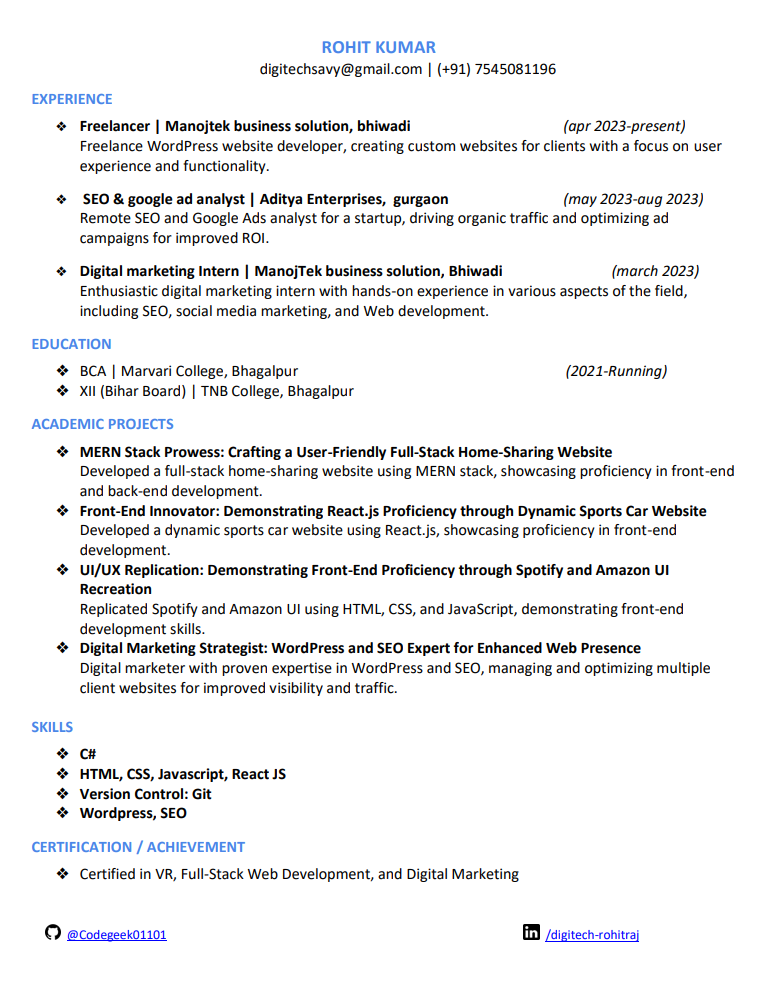 ROHIT KUMAR
digitechsavy@gmail.com | (+91) 7545081196
EXPERIENCE
❖ Freelancer | Manojtek business solution, bhiwadi (apr 2023-present)
Freelance WordPress website developer, creating custom websites for clients with a focus on user
experience and functionality.
❖ SEO & google ad analyst | Aditya Enterprises, gurgaon (may 2023-aug 2023)
Remote SEO and Google Ads analyst for a startup, driving organic traffic and optimizing ad
campaigns for improved ROI.
❖ Digital marketing Intern | ManojTek business solution, Bhiwadi (march 2023)
Enthusiastic digital marketing intern with hands-on experience in various aspects of the field,
including SEO, social media marketing, and Web development.
EDUCATION
❖ BCA | Marvari College, Bhagalpur (2021-Running)
❖ XII (Bihar Board) | TNB College, Bhagalpur
ACADEMIC PROJECTS
❖ MERN Stack Prowess: Crafting a User-Friendly Full-Stack Home-Sharing Website
Developed a full-stack home-sharing website using MERN stack, showcasing proficiency in front-end
and back-end development.
❖ Front-End Innovator: Demonstrating React.js Proficiency through Dynamic Sports Car Website
Developed a dynamic sports car website using React.js, showcasing proficiency in front-end
development.
❖ UI/UX Replication: Demonstrating Front-End Proficiency through Spotify and Amazon UI
Recreation
Replicated Spotify and Amazon UI using HTML, CSS, and JavaScript, demonstrating front-end
development skills.
❖ Digital Marketing Strategist: WordPress and SEO Expert for Enhanced Web Presence
Digital marketer with proven expertise in WordPress and SEO, managing and optimizing multiple
client websites for improved visibility and traffic.
SKILLS
❖ C#
❖ HTML, CSS, Javascript, React JS
❖ Version Control: Git
❖ Wordpress, SEO
CERTIFICATION / ACHIEVEMENT
❖ Certified in VR, Full-Stack Web Development, and Digital Marketing
@Codegeek01101 in /digitech-rohitraj